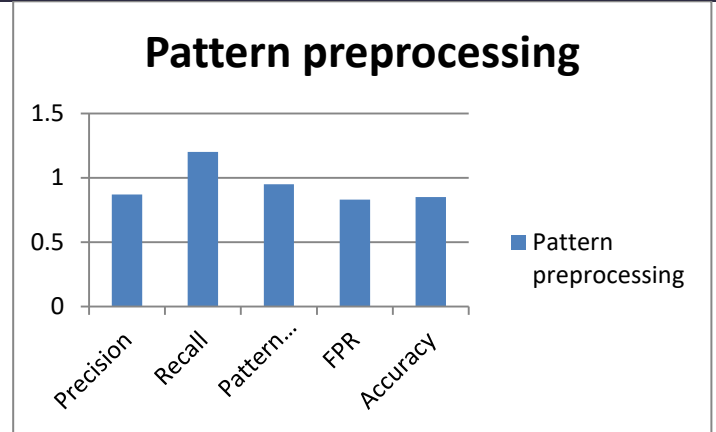 Pattern preprocessing
1.5
1
0.5
0
Precision
Recall
Pattern...
FPR
Accuracy
Pattern
preprocessing